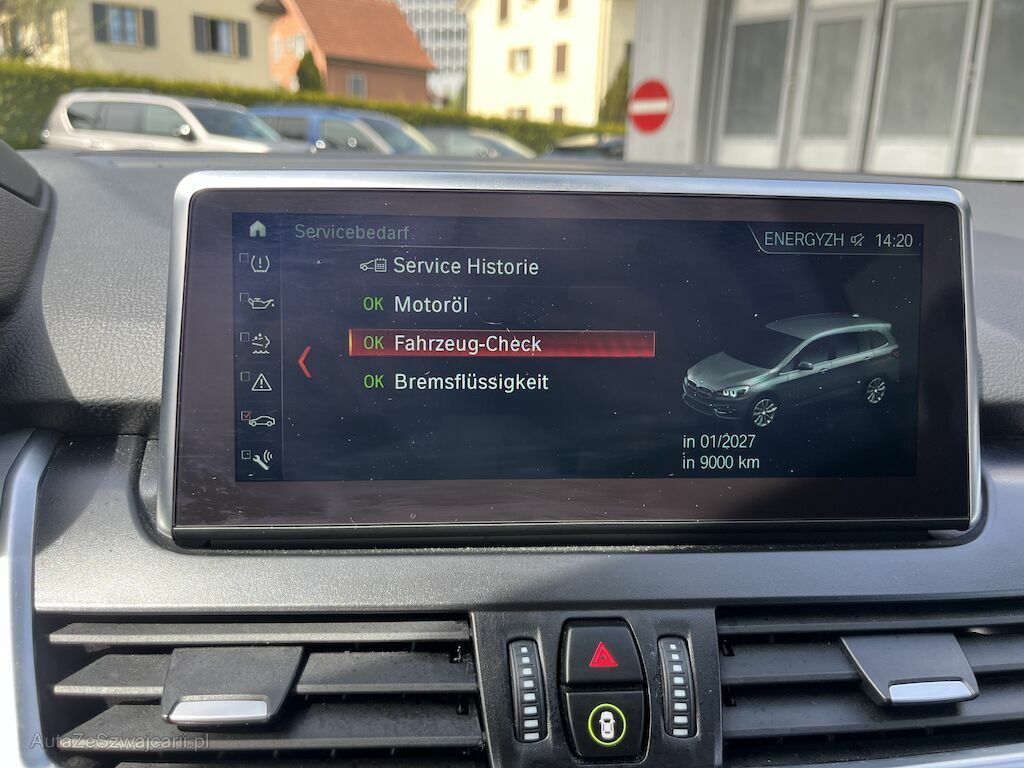 Servicebedarf
ENERGYZH 14:20
Service Historie
OK Motoröl
OK Fahrzeug-Check
OK Bremsflüssigkeit
in 01/2027
in 9000 km
AutaZeSzwajcarii.pl